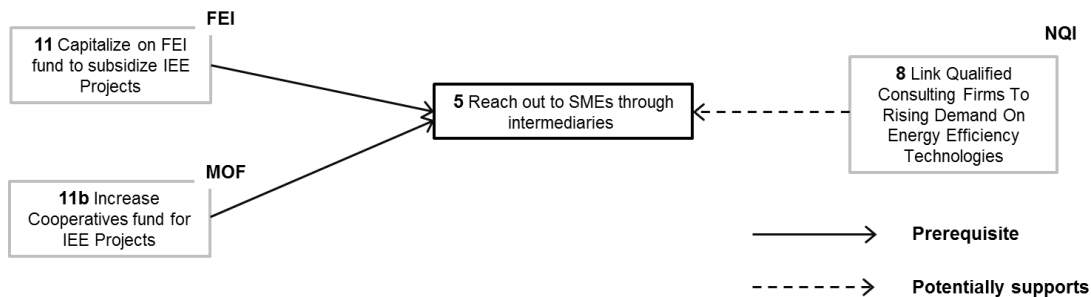 FEI
11 Capitalize on FEI
fund to subsidize IEE
Projects
NQI
8 Link Qualified
Consulting Firms To
Rising Demand On
Energy Efficiency
Technologies
5 Reach out to SMEs through
intermediaries
MOF
11b Increase
Cooperatives fund for
IEE Projects
Prerequisite
Potentially supports